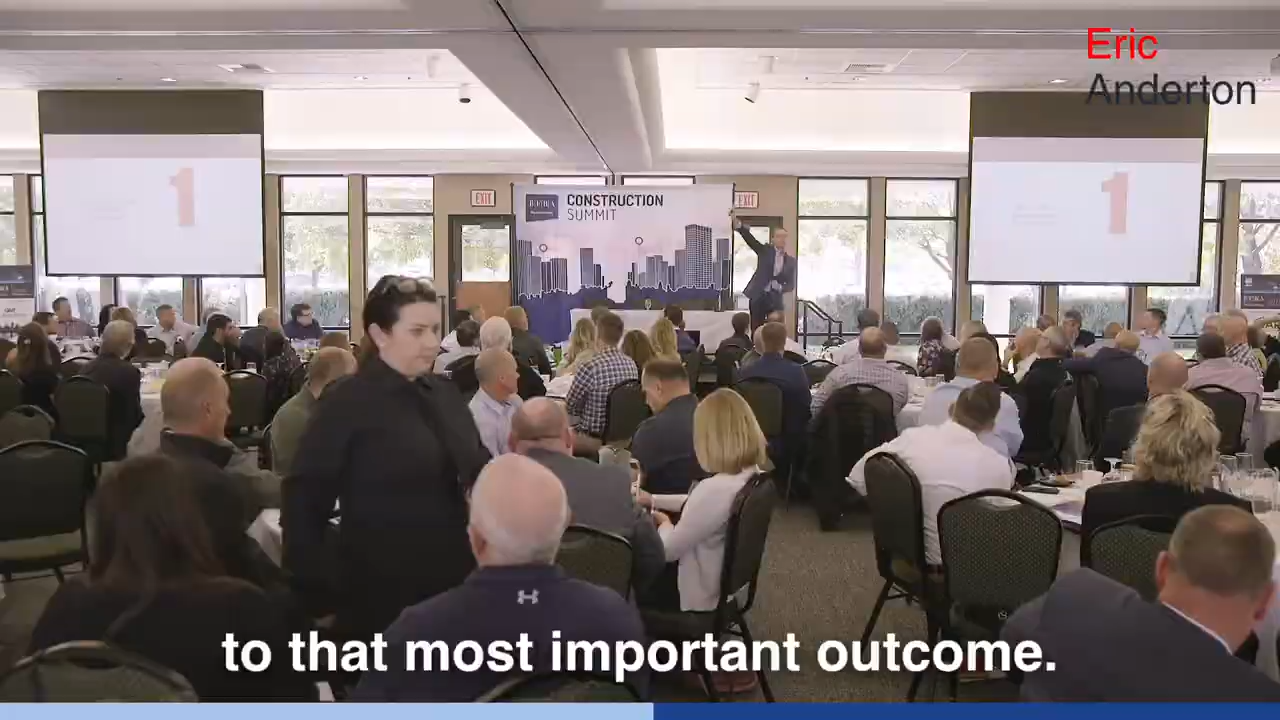 Eric
Anderton
1
1
EXIT
EXIT
CONSTRUCTION
SUMMIT
to that most important outcome.